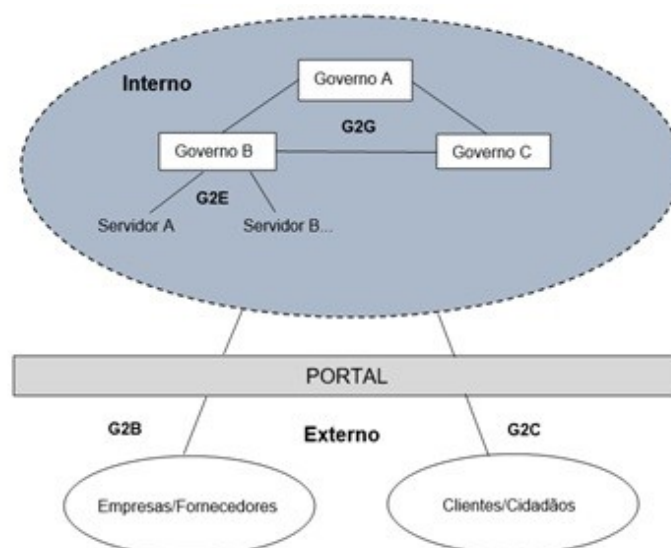 Interno
Governo A
G2G
Governo B
Governo C
G2E
Servidor A
Servidor B...
PORTAL
G2B
Externo
G2C
Empresas/Fornecedores
Clientes/Cidadãos